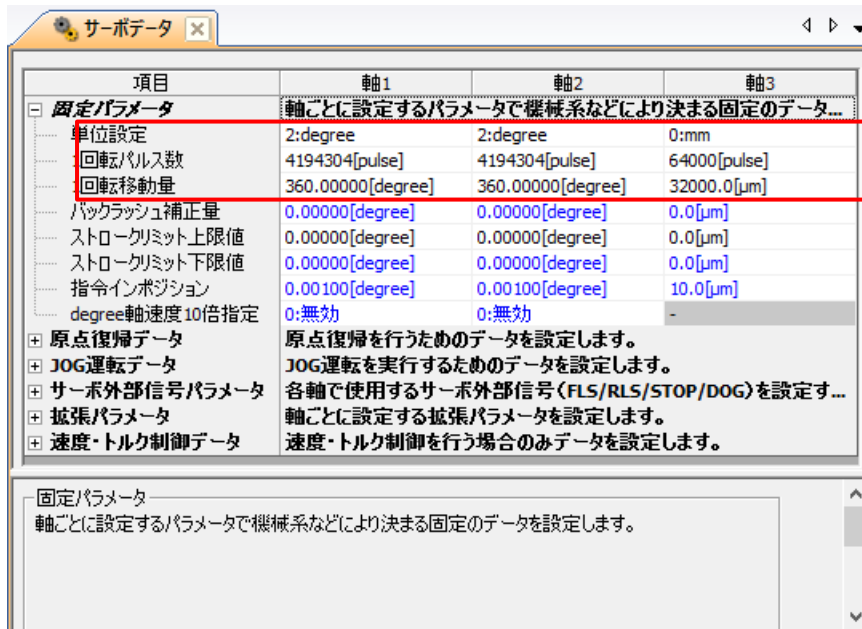 サーボデータ
項目 軸1 軸2 軸3
固定パラメータ 軸ごとに設定するパラメータで機械系などにより決まる固定のデータ...
単位設定 2:degree 2:degree 0:mm
回転パルス数 4194304[pulse] 4194304[pulse] 64000[pulse]
回転移動量 360.00000[degree] 360.00000[degree] 32000.0[µm]
バックラッシュ補正量 0.00000[degree] 0.00000[degree] 0.0[µm]
ストロークリミット上限値 0.00000[degree] 0.00000[degree] 0.0[µm]
ストロークリミット下限値 0.00000[degree] 0.00000[degree] 0.0[µm]
指令インポジション 0.00100[degree] 0.00100[degree] 10.0[µm]
degree軸速度10倍指定 0:無効 0:無効 -
原点復帰データ 原点復帰を行うためのデータを設定します。
JOG運転データ JOG運転を実行するためのデータを設定します。
サーボ外部信号パラメータ 各軸で使用するサーボ外部信号(FLS/RLS/STOP/DOG)を設定す...
拡張パラメータ 軸ごとに設定する拡張パラメータを設定します。
速度・トルク制御データ 速度・トルク制御を行う場合のみデータを設定します。
固定パラメータ
軸ごとに設定するパラメータで機械系などにより決まる固定のデータを設定します。